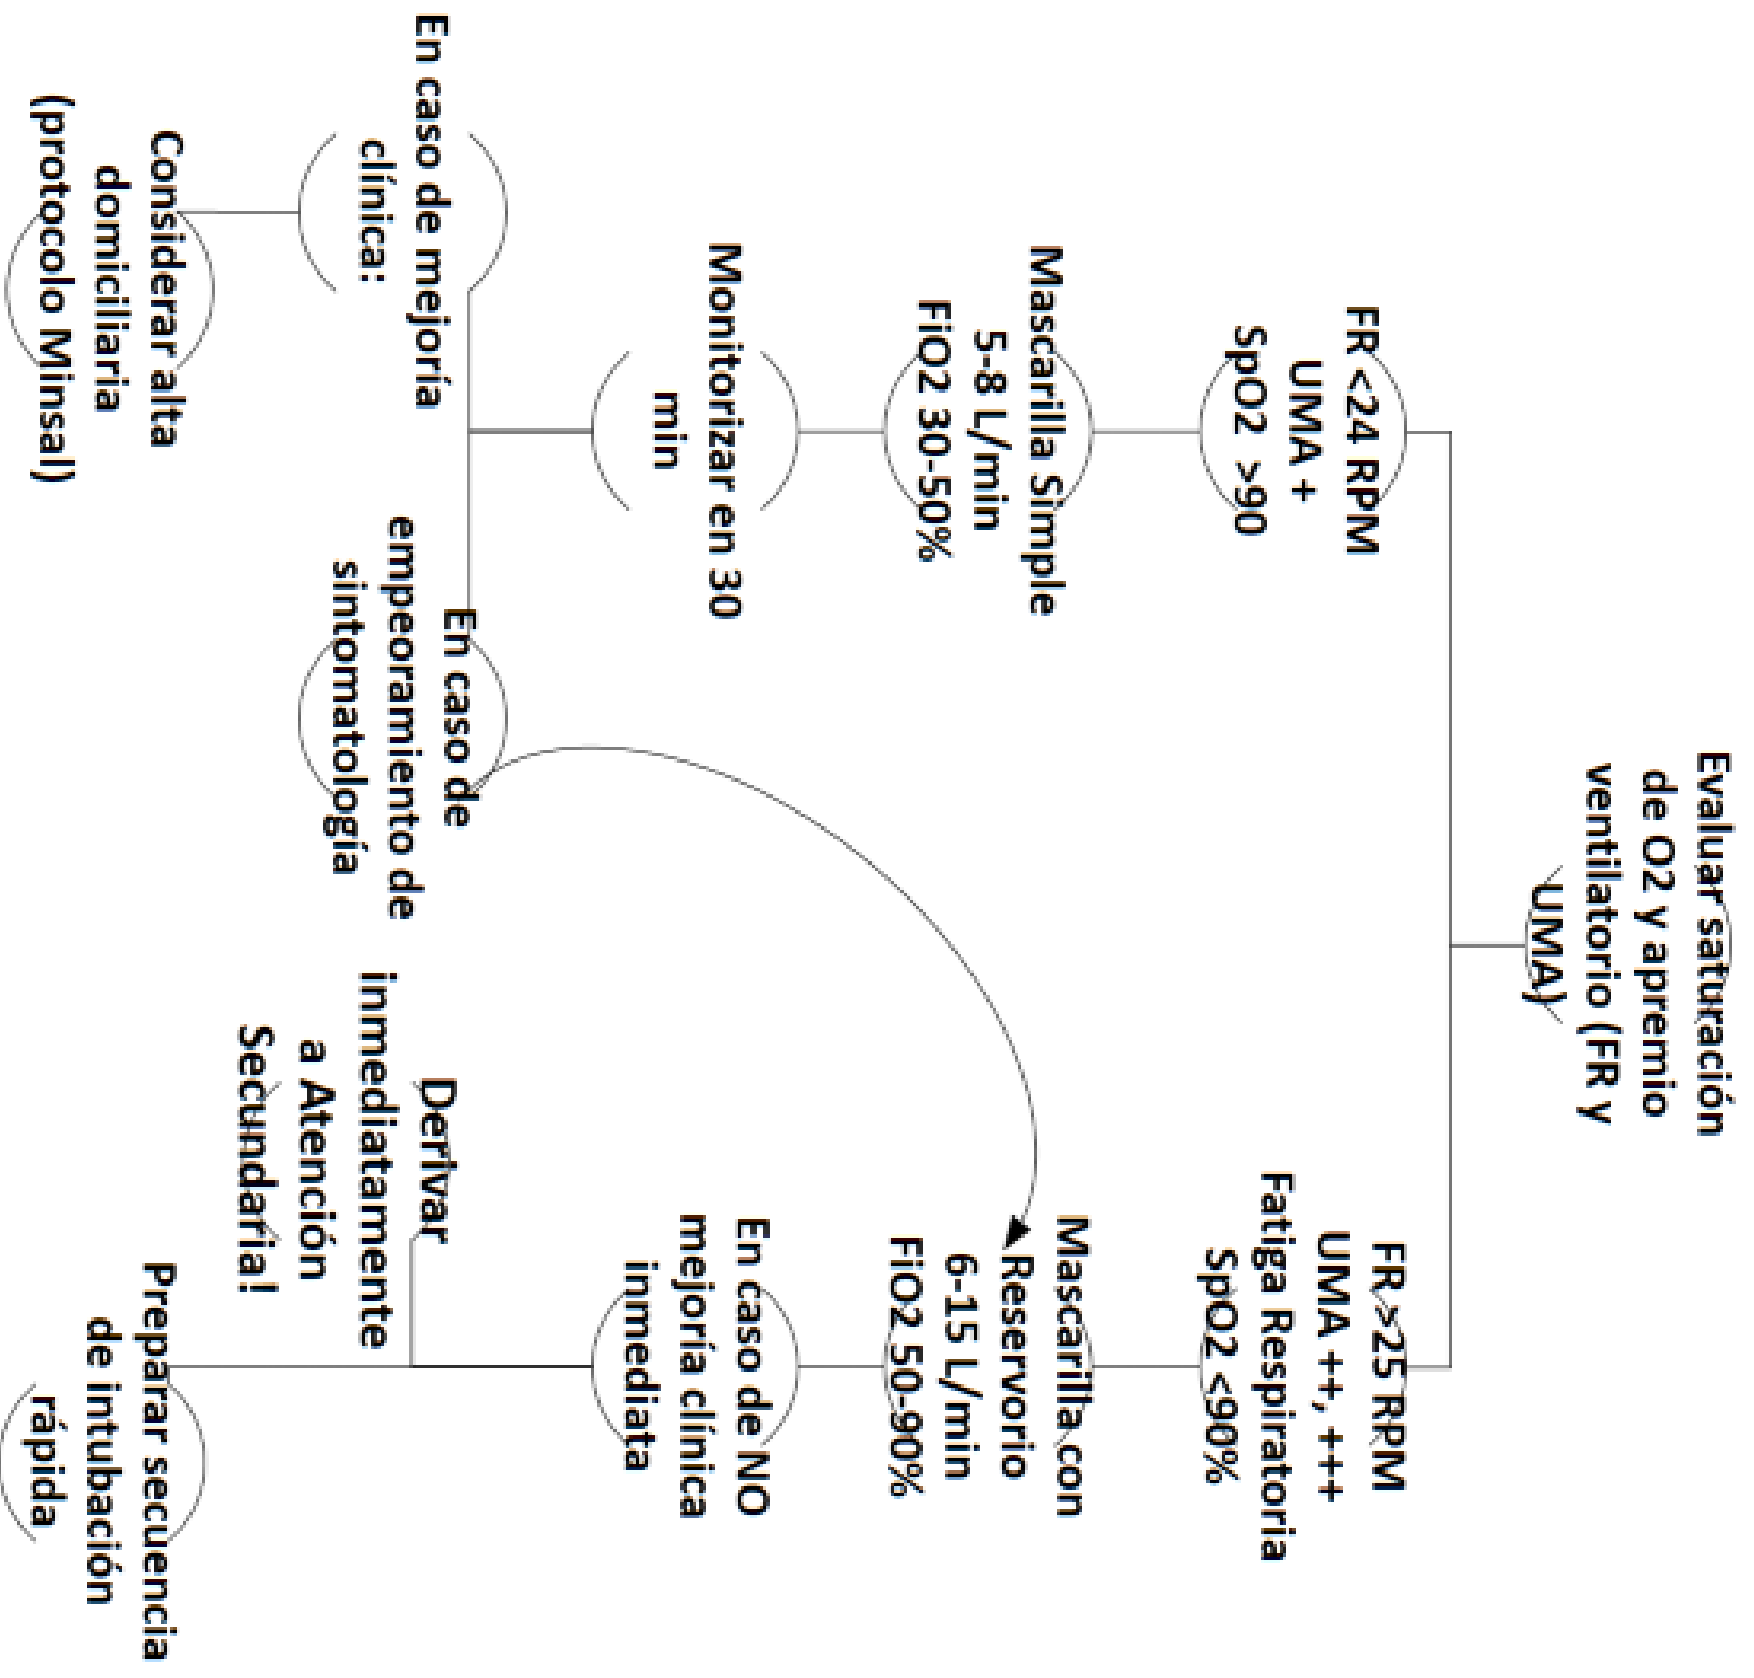 Evaluar saturación
de O2 y apremio
ventilatorio (FR y
UMA)
FR <24 RPM
UMA +
SpO2 >90
Mascarilla Simple
5-8 L/min
FiO2 30-50%
Monitorizar en 30
min
En caso de mejoría
clínica:
Considerar alta
domiciliaria
(protocolo Minsal)
En caso de
empeoramiento de
sintomatología
FR >25 RPM
UMA ++, +++
Fatiga Respiratoria
SpO2 <90%
Mascarilla con
Reservorio
6-15 L/min
FiO2 50-90%
En caso de NO
mejoría clínica
inmediata
Derivar
inmediatamente
a Atención
Secundaria!
Preparar secuencia
de intubación
rápida